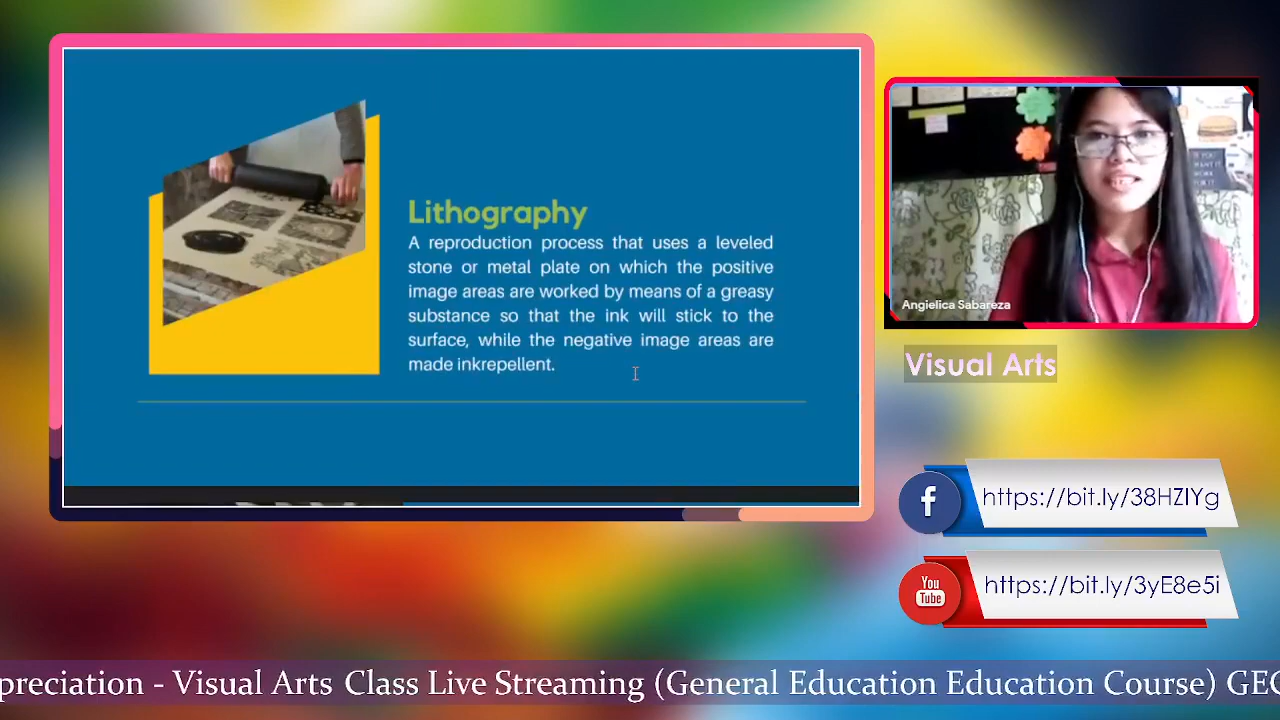 Lithography
A reproduction process that uses a leveled
stone or metal plate on which the positive
image areas are worked by means of a greasy
substance so that the ink will stick to the
surface, while the negative image areas are
made inkrepellent.
Angielica Sabareza
Visual Arts
f
https://bit.ly/38HZIYg
You
Tube
https://bit.ly/3yE8e5i
preciation - Visual Arts Class Live Streaming (General Education Education Course) GEC